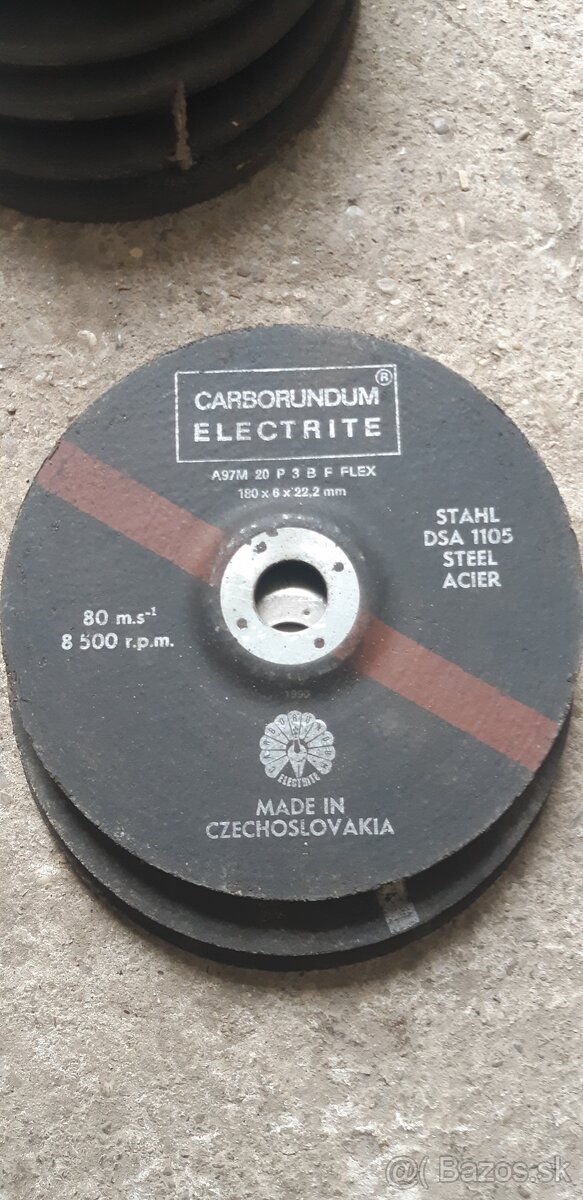 CARBORUNDUM ®
ELECTRITE
A97M 20 P 3 B F FLEX
180 x 6 x 22,2 mm
STAHL
DSA 1105
STEEL
ACIER
80 m.s⁻¹
8 500 r.p.m.
1990
ELECTRITE
MADE IN
CZECHOSLOVAKIA
@( Bazos.sk